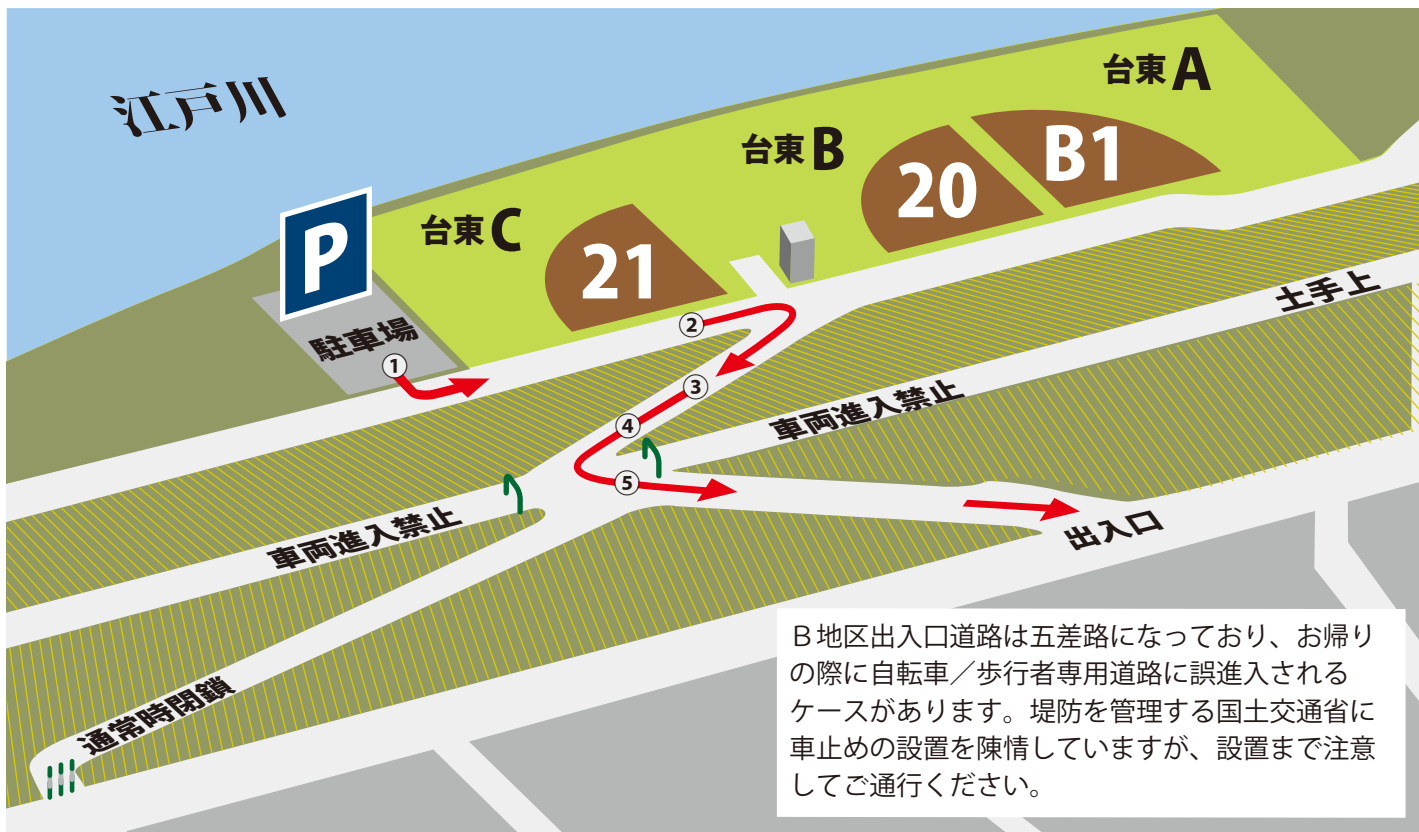 江戸川
台東A
B1
台東B
20
台東C
21
P
駐車場
①
②
③
④
⑤
土手上
車両進入禁止
車両進入禁止
出入口
通常時閉鎖
B地区出入口道路は五差路になっており、お帰り
の際に自転車／歩行者専用道路に誤進入される
ケースがあります。堤防を管理する国土交通省に
車止めの設置を陳情していますが、設置まで注意
してご通行ください。